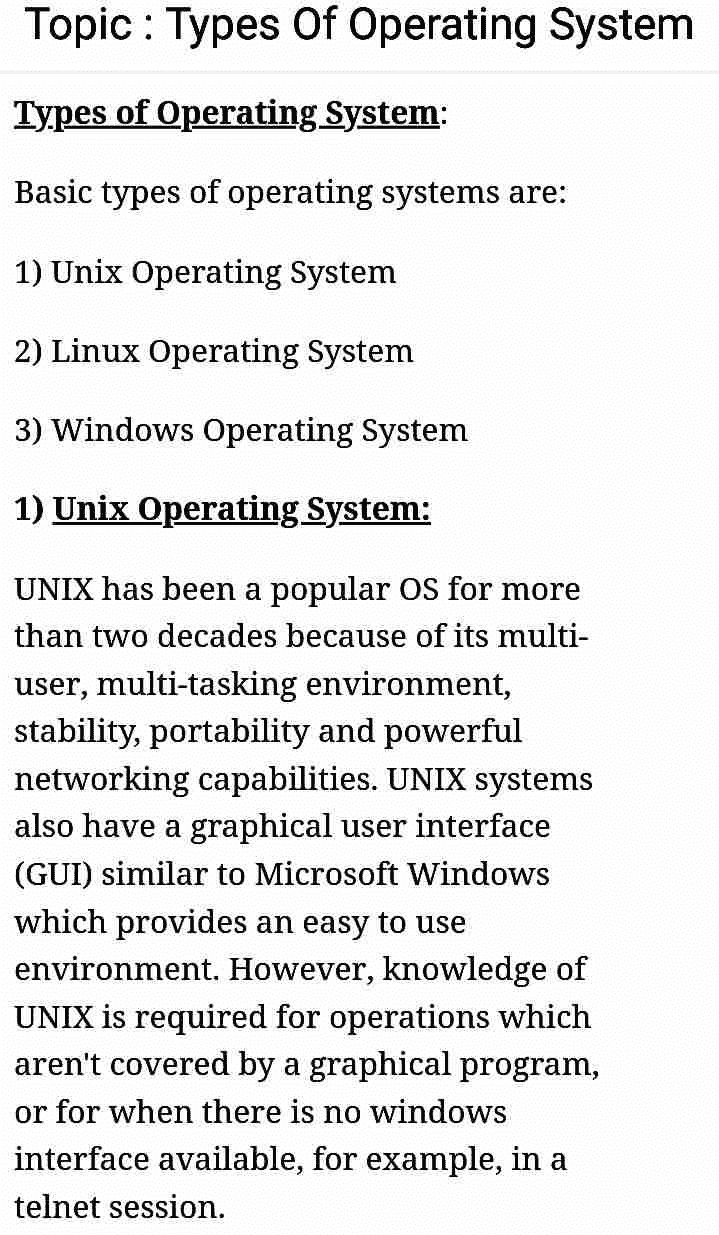 Topic : Types Of Operating System
Types of Operating System:
Basic types of operating systems are:
1) Unix Operating System
2) Linux Operating System
3) Windows Operating System
1) Unix Operating System:
UNIX has been a popular OS for more
than two decades because of its multi-
user, multi-tasking environment,
stability, portability and powerful
networking capabilities. UNIX systems
also have a graphical user interface
(GUI) similar to Microsoft Windows
which provides an easy to use
environment. However, knowledge of
UNIX is required for operations which
aren't covered by a graphical program,
or for when there is no windows
interface available, for example, in a
telnet session.